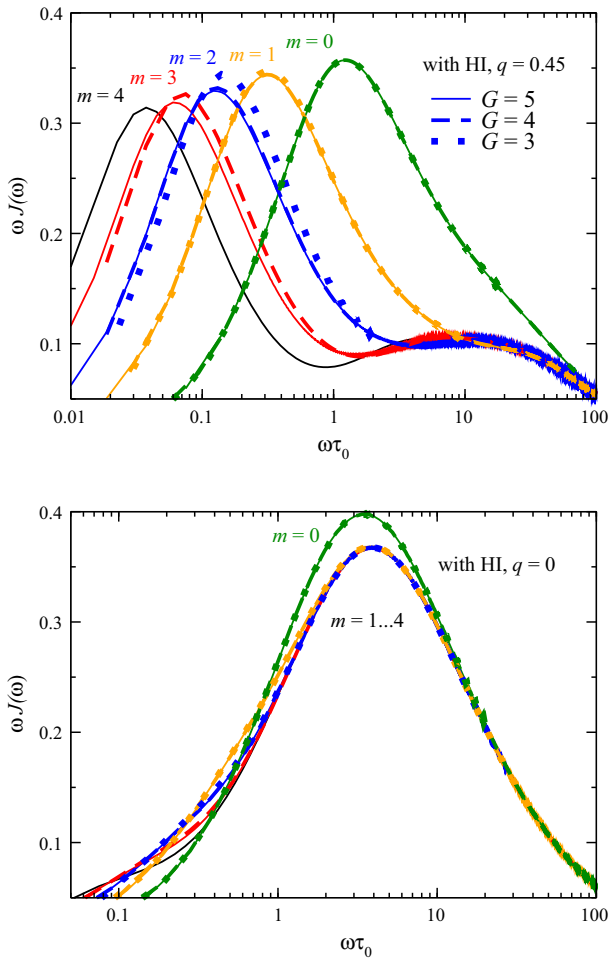 0.4
m = 0
m = 1
m = 2
m = 3
m = 4
with HI, q = 0.45
G = 5
G = 4
G = 3
0.3
0.2
0.1
ω J(ω)
0.01
0.1
1
10
100
ωτ0
0.4
m = 0
with HI, q = 0
m = 1...4
0.3
0.2
0.1
ω J(ω)
0.1
1
10
100
ωτ0